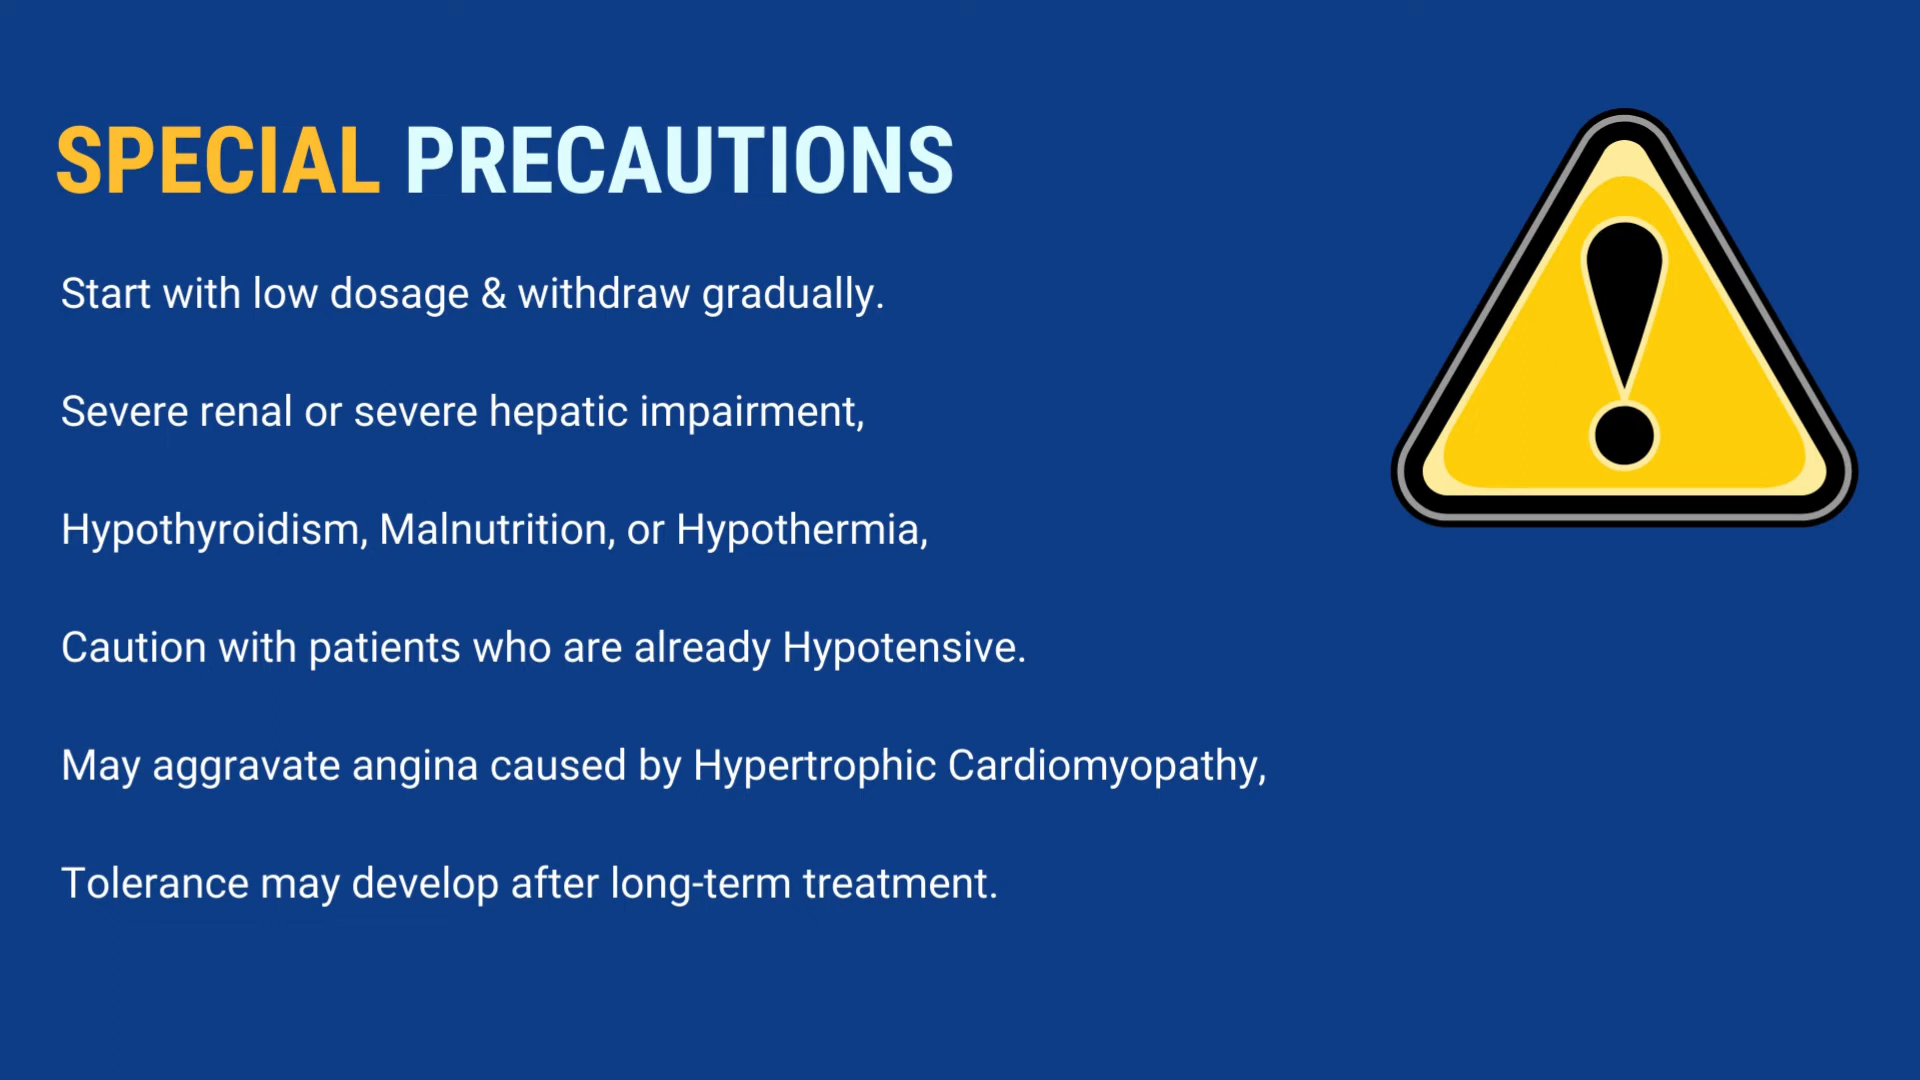 SPECIAL PRECAUTIONS
Start with low dosage & withdraw gradually.
Severe renal or severe hepatic impairment,
Hypothyroidism, Malnutrition, or Hypothermia,
Caution with patients who are already Hypotensive.
May aggravate angina caused by Hypertrophic Cardiomyopathy,
Tolerance may develop after long-term treatment.